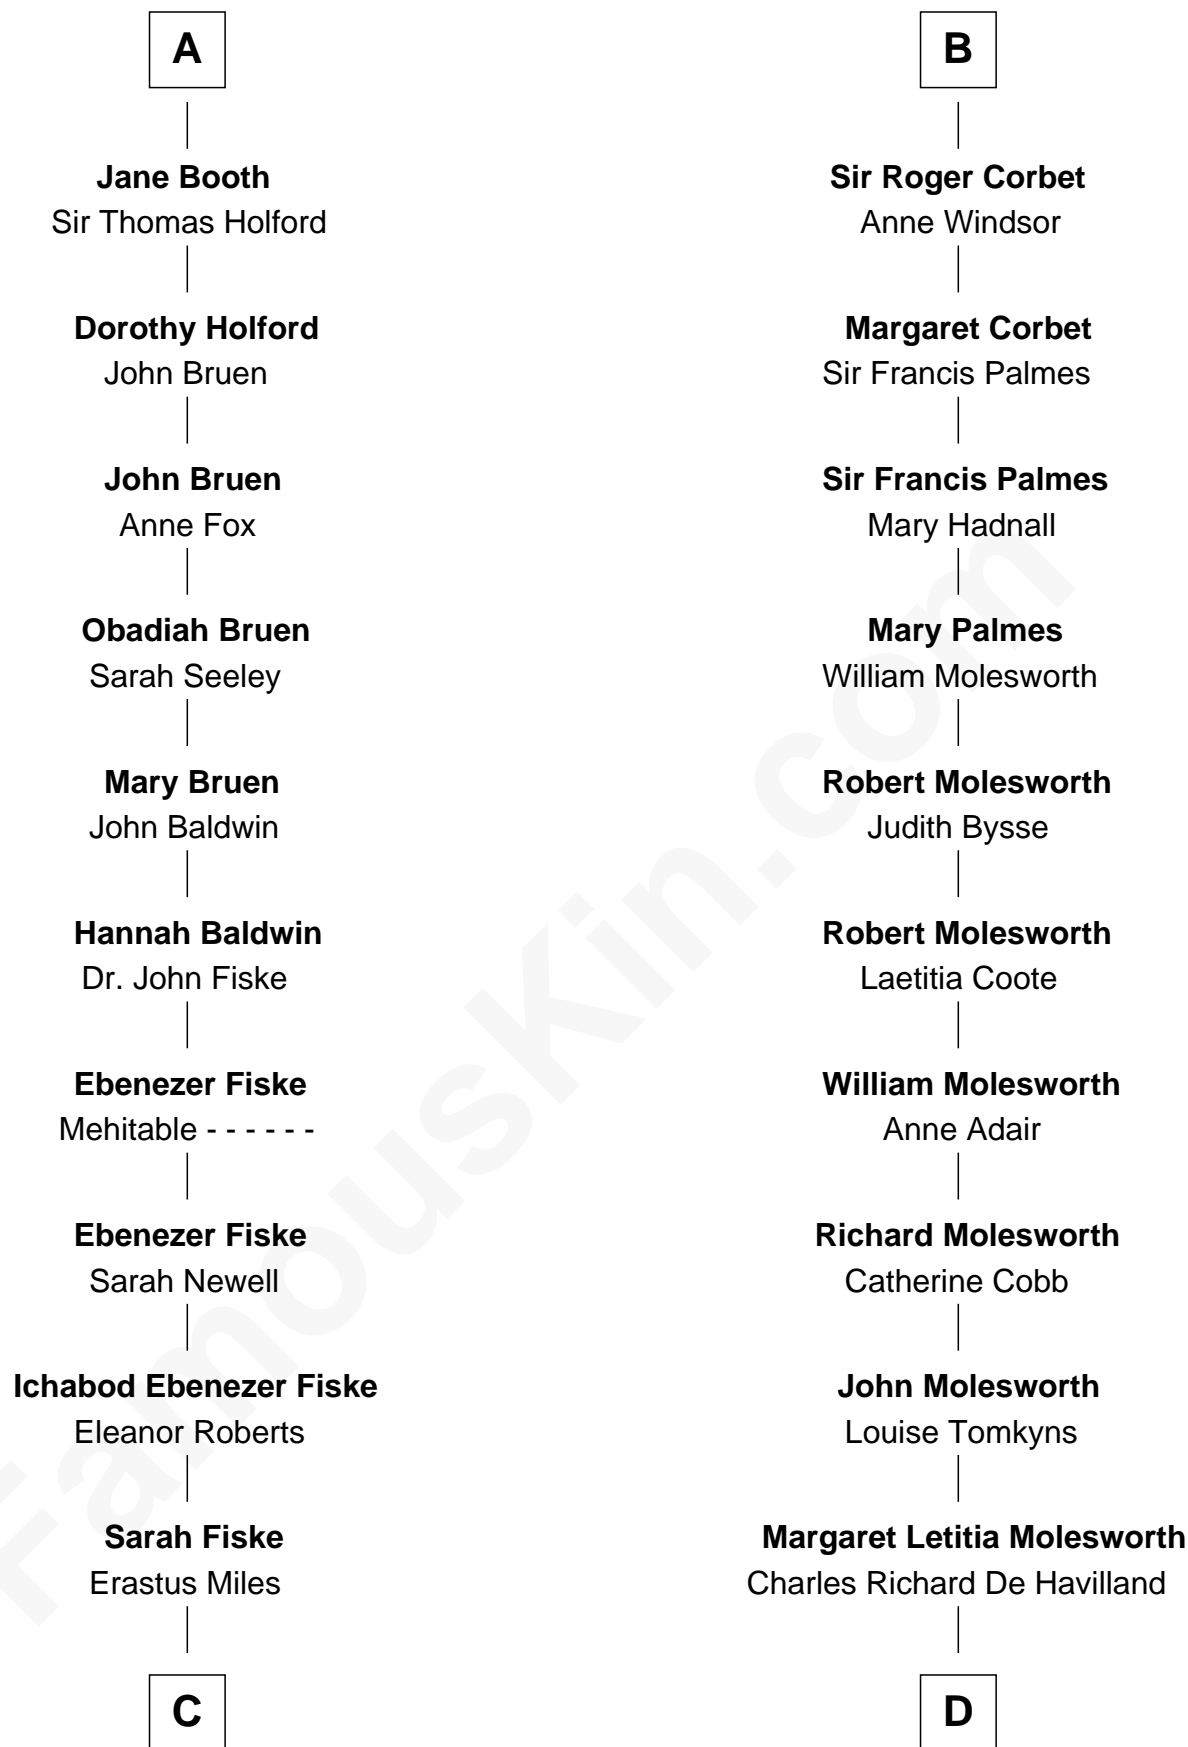 A
Jane Booth
Sir Thomas Holford
Dorothy Holford
John Bruen
John Bruen
Anne Fox
Obadiah Bruen
Sarah Seeley
Mary Bruen
John Baldwin
Hannah Baldwin
Dr. John Fiske
Ebenezer Fiske
Mehitable - - - - - -
Ebenezer Fiske
Sarah Newell
Ichabod Ebenezer Fiske
Eleanor Roberts
Sarah Fiske
Erastus Miles
C
B
Sir Roger Corbet
Anne Windsor
Margaret Corbet
Sir Francis Palmes
Sir Francis Palmes
Mary Hadnall
Mary Palmes
William Molesworth
Robert Molesworth
Judith Bysse
Robert Molesworth
Laetitia Coote
William Molesworth
Anne Adair
Richard Molesworth
Catherine Cobb
John Molesworth
Louise Tomkyns
Margaret Letitia Molesworth
Charles Richard De Havilland
D
FamousKin.com